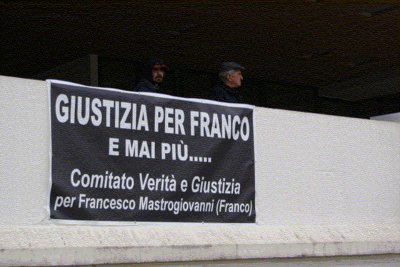 GIUSTIZIA PER FRANCO
E MAI PIÙ.....
Comitato Verità e Giustizia
per Francesco Mastrogiovanni (Franco)